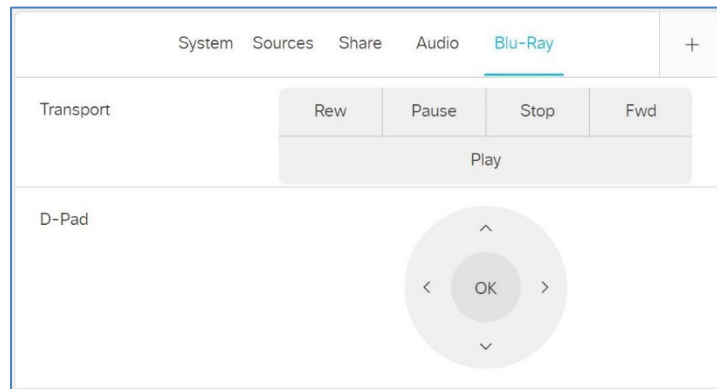 System Sources Share Audio Blu-Ray +
Transport
Rew Pause Stop Fwd
Play
D-Pad
OK